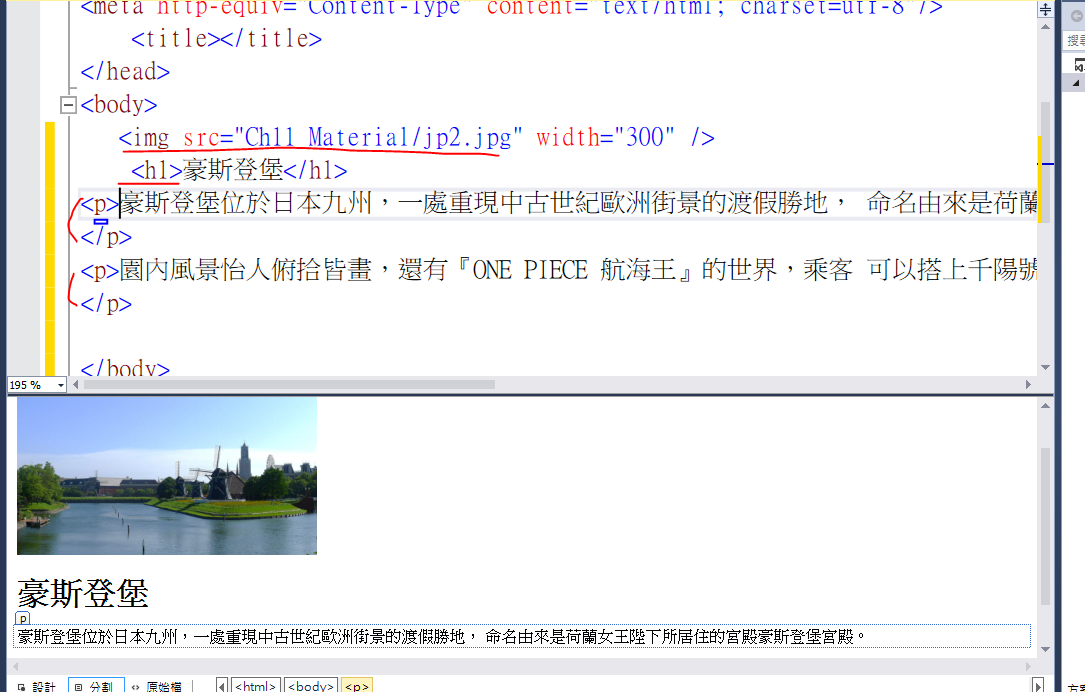 <meta http-equiv="Content-Type" content="text/html; charset=utf-8"/>
<title></title>
</head>
<body>
<img src="Ch11 Material/jp2.jpg" width="300" />
<h1>豪斯登堡</h1>
<p>豪斯登堡位於日本九州，一處重現中古世紀歐洲街景的渡假勝地， 命名由來是荷蘭
</p>
<p>園內風景怡人俯拾皆畫，還有『ONE PIECE 航海王』的世界，乘客 可以搭上千陽號
</p>
</body>
195 %
豪斯登堡
p
豪斯登堡位於日本九州，一處重現中古世紀歐洲街景的渡假勝地， 命名由來是荷蘭女王陛下所居住的宮殿豪斯登堡宮殿。
設計 分割 原始檔 <html> <body> <p>
搜尋
方案